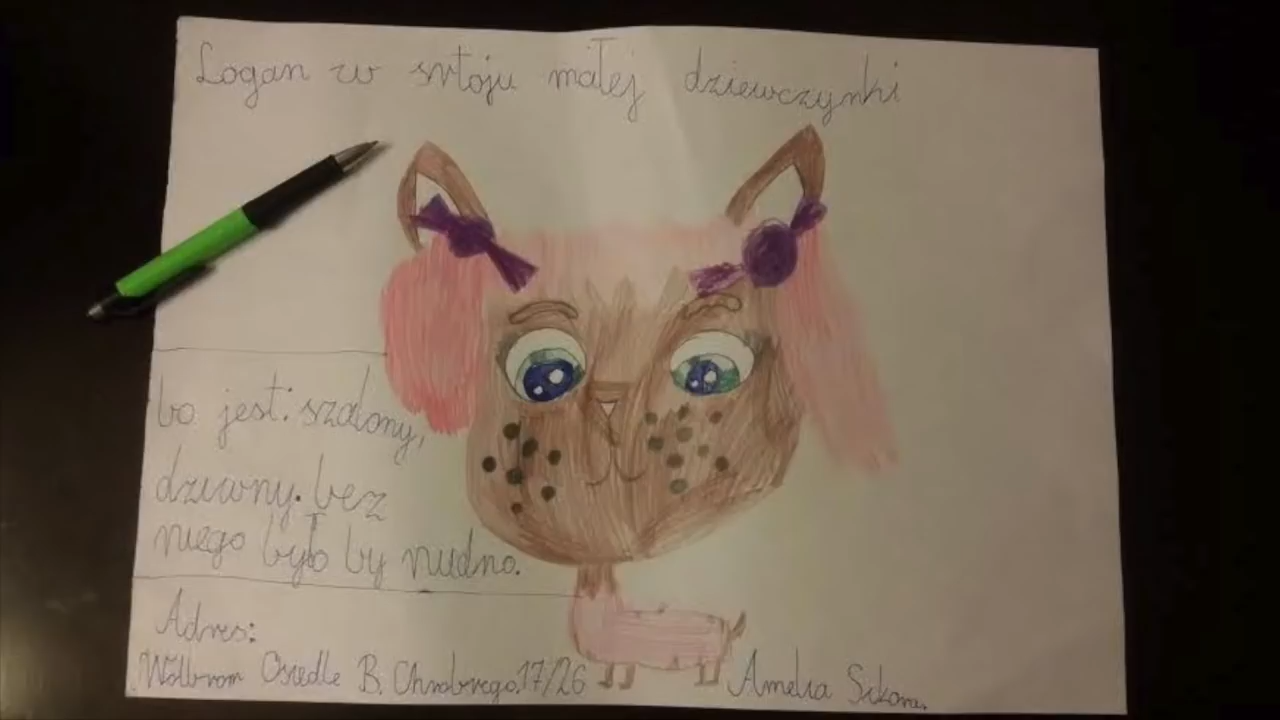 Logan w srtoju małej dziewczynki
bo jest: szalony,
dziwny. bez
niego było by nudno.
Adres:
Wolbrom Osiedle B. Chrobrego 17/26
Amelia Sikora.